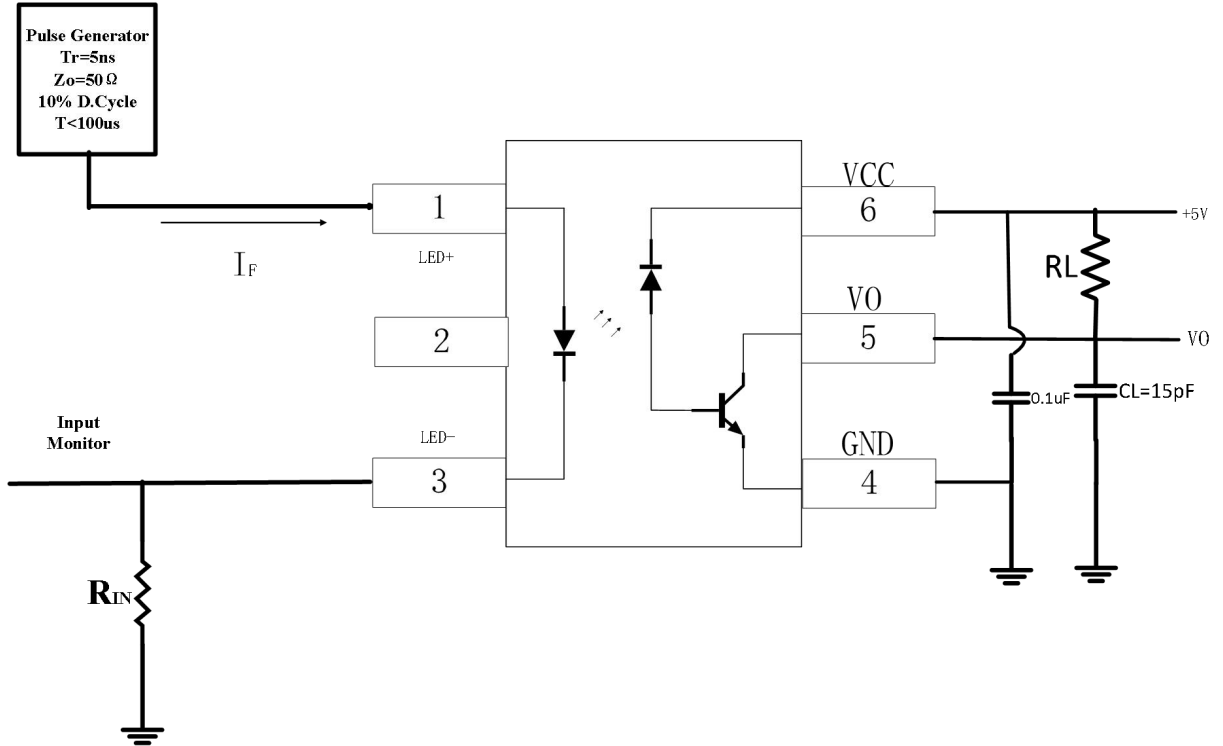 Pulse Generator
Tr=5ns
Zo=50Ω
10% D.Cycle
T<100us
IF
1
LED+
2
LED-
3
Input
Monitor
RIN
VCC
6
VO
5
GND
4
+5V
RL
VO
0.1uF
CL=15pF